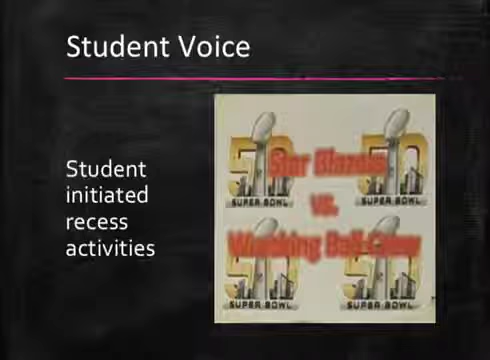 Student Voice
Student
initiated
recess
activities
50 50
Star Blazers
SUPER BOWL SUPER BOWL
vs.
Wrecking Ball Crew
50 50
SUPER BOWL SUPER BOWL